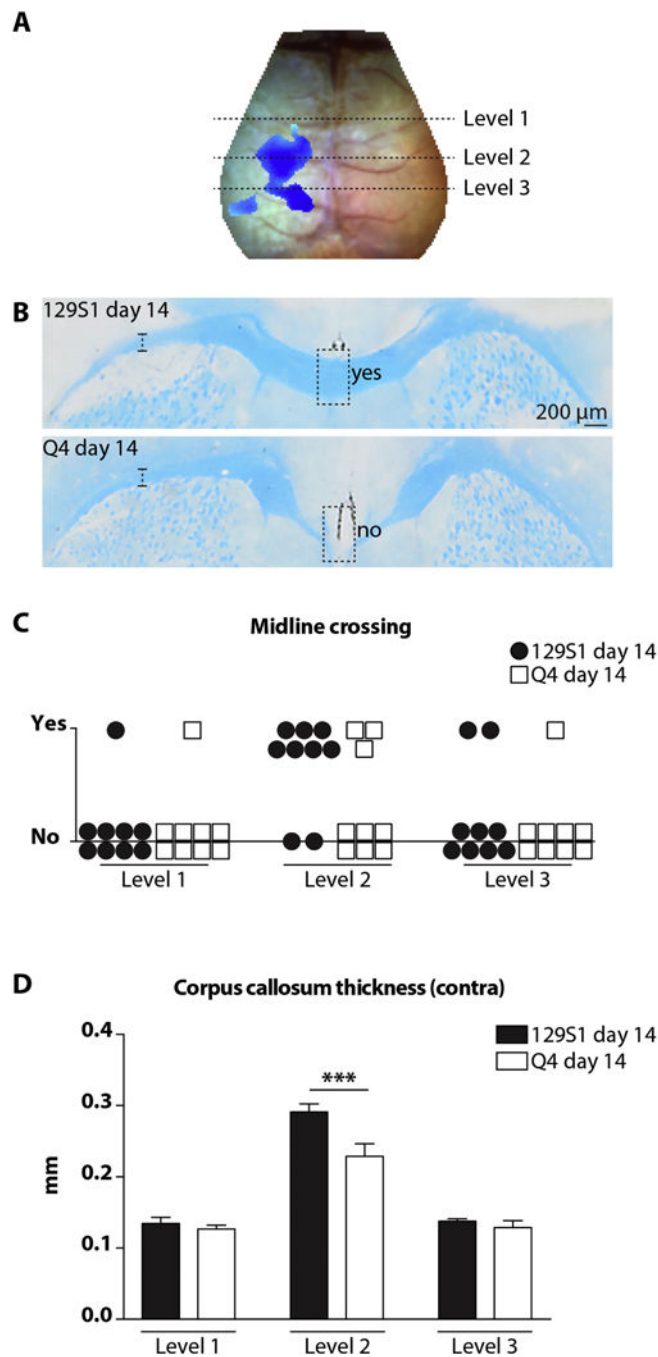 A
Level 1
Level 2
Level 3
B
129S1 day 14
yes
200 µm
Q4 day 14
no
C
Midline crossing
129S1 day 14
Q4 day 14
Yes
No
Level 1
Level 2
Level 3
D
Corpus callosum thickness (contra)
129S1 day 14
Q4 day 14
0.4
0.3
0.2
0.1
0.0
mm
***
Level 1
Level 2
Level 3